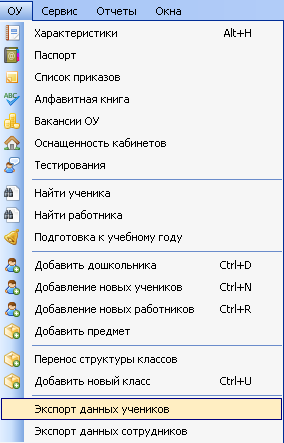 ОУ Сервис Отчеты Окна
Характеристики Alt+H
Паспорт
Список приказов
ABC Алфавитная книга
Вакансии ОУ
Оснащенность кабинетов
Тестирования
Найти ученика
Найти работника
Подготовка к учебному году
Добавить дошкольника Ctrl+D
Добавление новых учеников Ctrl+N
Добавление новых работников Ctrl+R
Добавить предмет
Перенос структуры классов
Добавить новый класс Ctrl+U
Экспорт данных учеников
Экспорт данных сотрудников